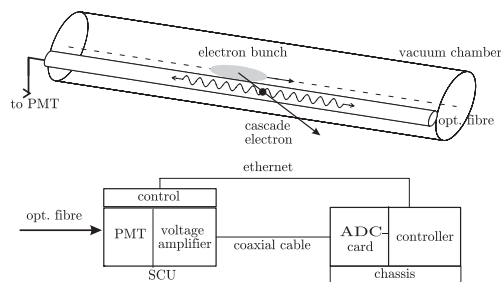 electron bunch
vacuum chamber
to PMT
opt. fibre
cascade
electron
ethernet
control
opt. fibre
PMT
voltage
amplifier
coaxial cable
ADC
card
controller
SCU
chassis